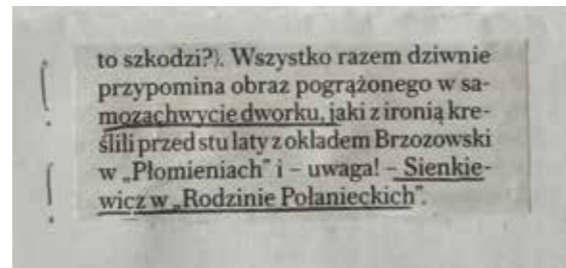 to szkodzi?). Wszystko razem dziwnie
przypomina obraz pogrążonego w sa-
mozachwycie dworku, jaki z ironią kre-
ślili przed stu laty z okładem Brzozowski
w „Płomieniach” i – uwaga! – Sienkie-
wicz w „Rodzinie Połanieckich”.